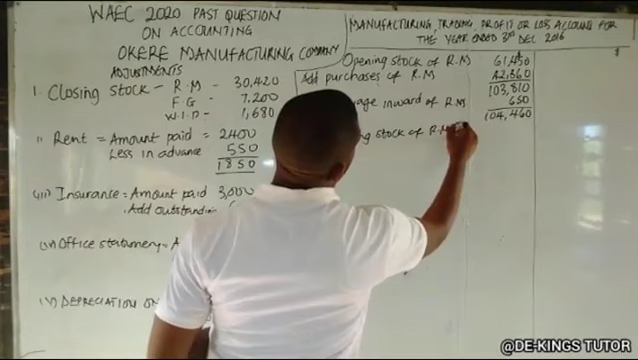 WAEC 2020 PAST QUESTION
ON ACCOUNTING
OKERE MANUFACTURING COMPANY
ADJUSTMENTS
I. Closing stock - R.M - 30,420
F.G - 7,200
W.I.D - 1,680
ii) Rent = Amount paid = 2400
Less in advance 550
1850
iii) Insurance = Amount paid 3,000
Add Outstanding
Office stationery =
(V) DEPRECIATION ON
MANUFACTURING, TRADING, PROFIT OR LOSS ACCOUNT FOR
THE YEAR ENDED 31st DEC 2016
Opening stock of R.M 61,450
Add purchases of R.M 42,360
103,810
inward of R.M 650
104,460
stock of R.M
@DE-KINGS TUTOR